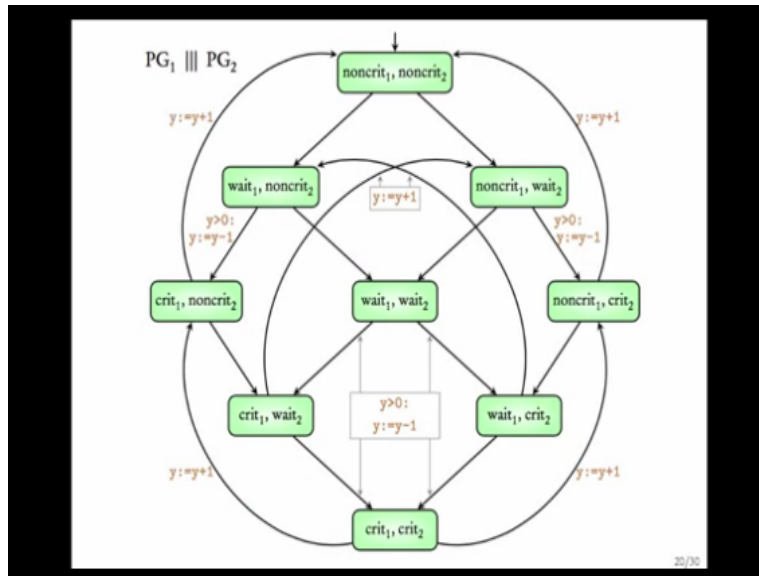 PG₁ ||| PG₂
noncrit₁, noncrit₂
y:=y+1
y:=y+1
wait₁, noncrit₂
y:=y+1
noncrit₁, wait₂
y>0:
y:=y-1
y>0:
y:=y-1
crit₁, noncrit₂
wait₁, wait₂
noncrit₁, crit₂
crit₁, wait₂
y>0:
y:=y-1
wait₁, crit₂
y:=y+1
y:=y+1
crit₁, crit₂
20/30